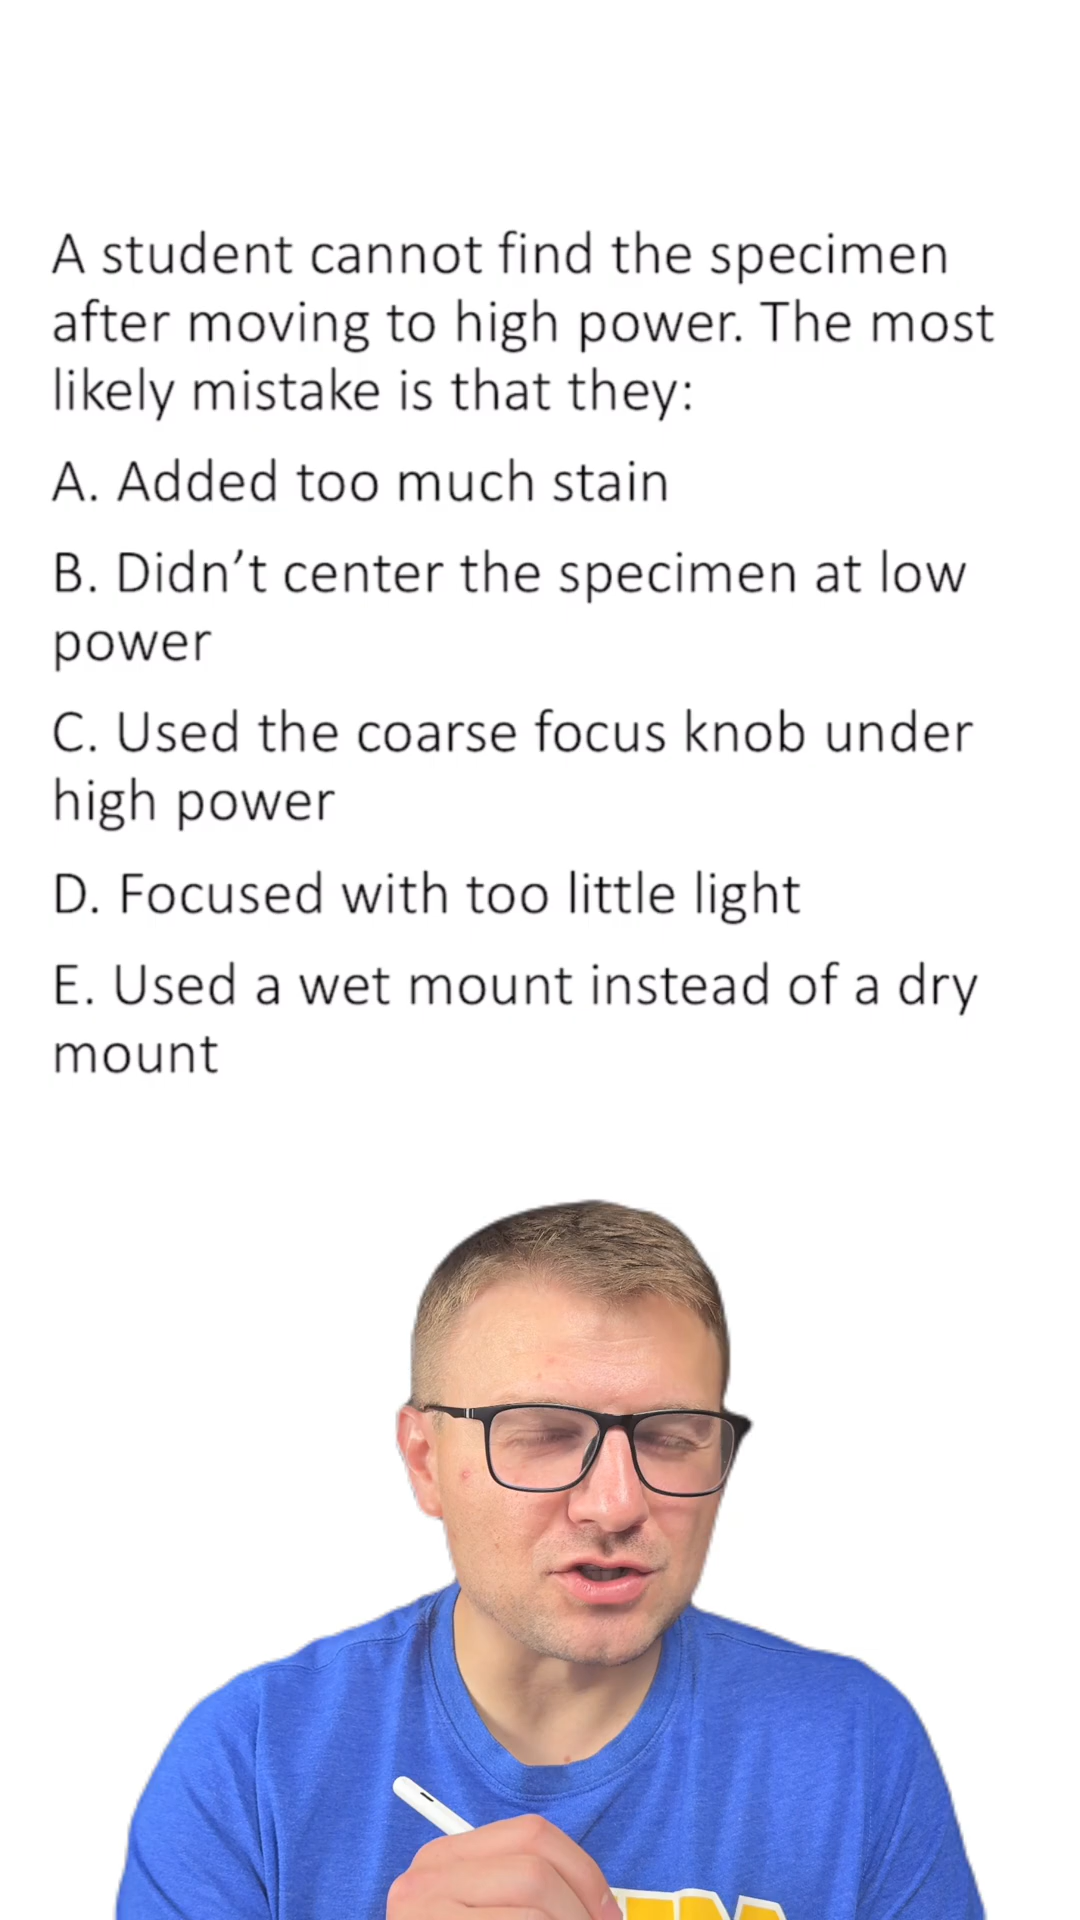 A student cannot find the specimen
after moving to high power. The most
likely mistake is that they:
A. Added too much stain
B. Didn’t center the specimen at low
power
C. Used the coarse focus knob under
high power
D. Focused with too little light
E. Used a wet mount instead of a dry
mount